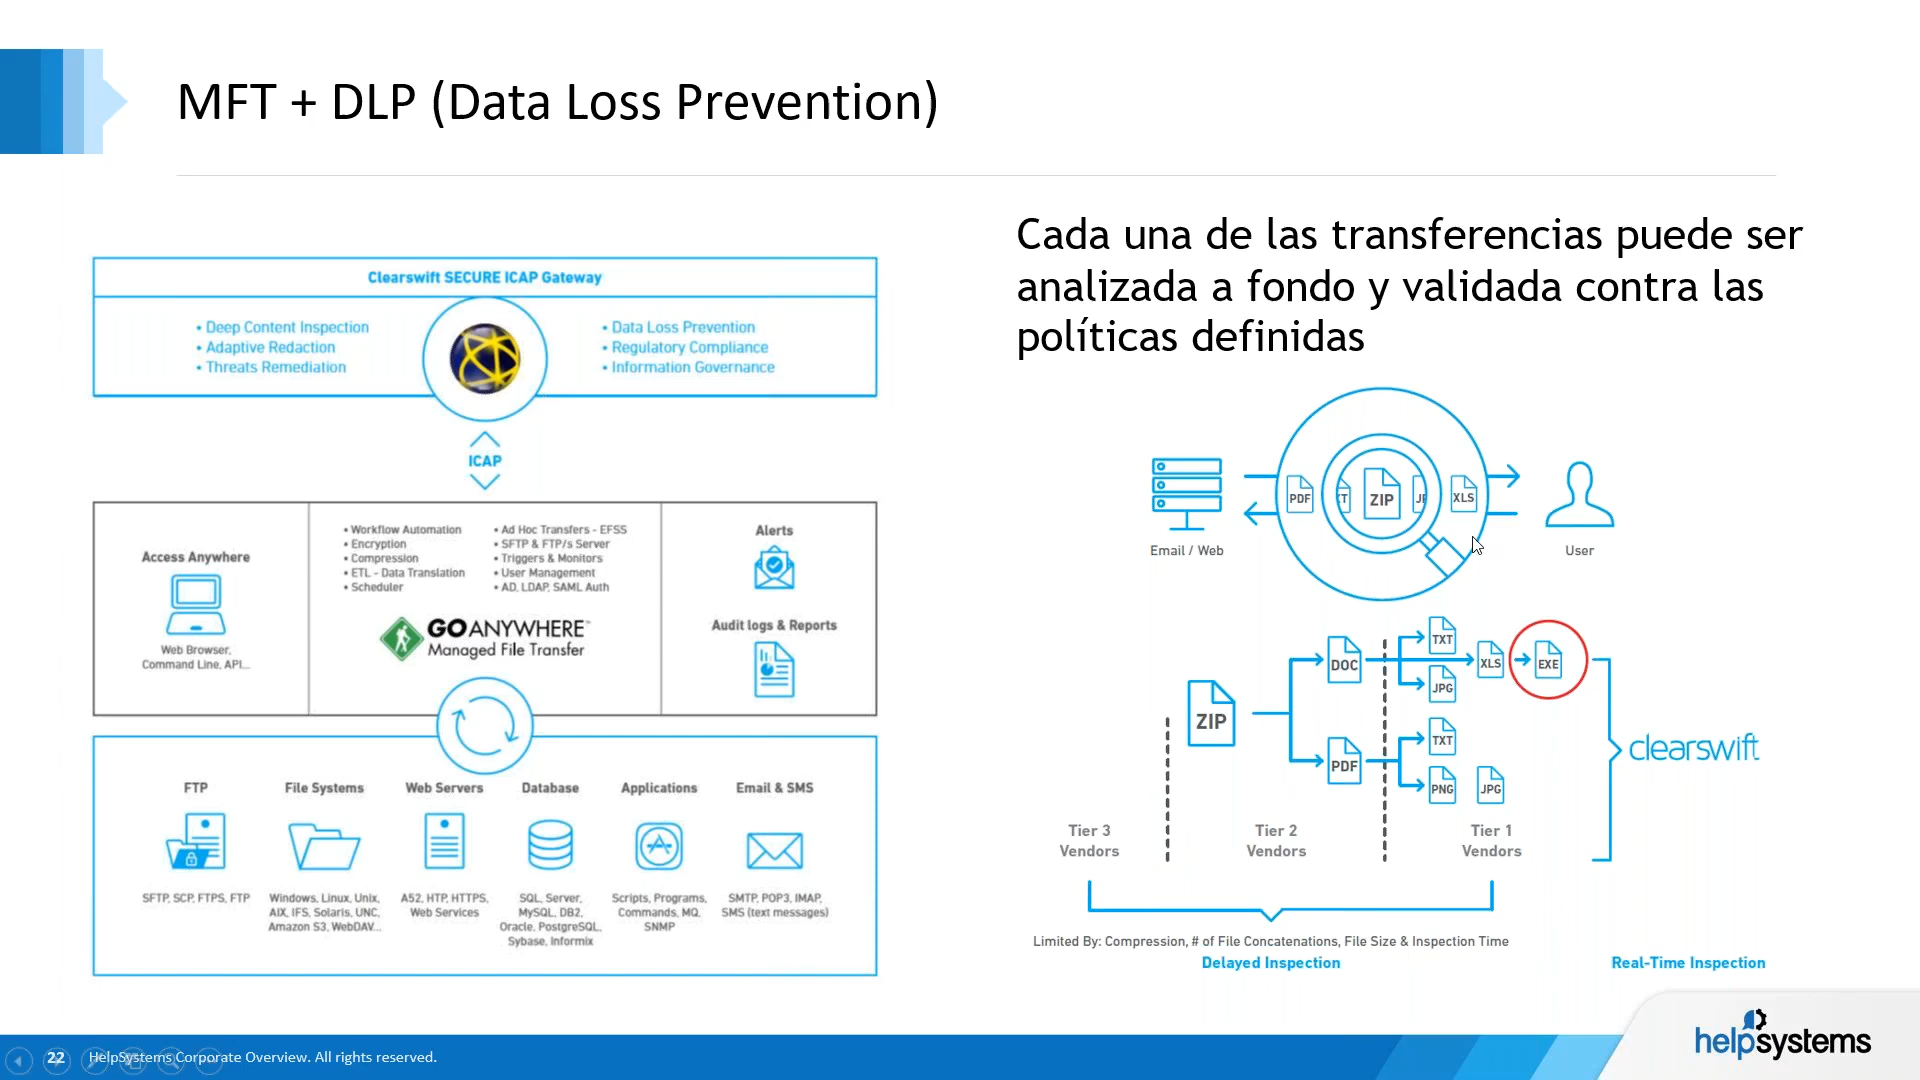 MFT + DLP (Data Loss Prevention)
Clearswift SECURE ICAP Gateway
• Deep Content Inspection
• Adaptive Redaction
• Threats Remediation
• Data Loss Prevention
• Regulatory Compliance
• Information Governance
ICAP
Access Anywhere
Web Browser,
Command Line, API...
• Workflow Automation
• Encryption
• Compression
• ETL - Data Translation
• Scheduler
• Ad Hoc Transfers - EFSS
• SFTP & FTP/s Server
• Triggers & Monitors
• User Management
• AD, LDAP, SAML Auth
GOANYWHERE™
Managed File Transfer
Alerts
Audit logs & Reports
FTP
SFTP, SCP, FTPS, FTP
File Systems
Windows, Linux, Unix,
AIX, IFS, Solaris, UNC,
Amazon S3, WebDAV...
Web Servers
A52, HTP, HTTPS,
Web Services
Database
SQL, Server,
MySQL, DB2,
Oracle, PostgreSQL,
Sybase, Informix
Applications
Scripts, Programs,
Commands, MQ,
SNMP
Email & SMS
SMTP, POP3, IMAP,
SMS (text messages)
Cada una de las transferencias puede ser
analizada a fondo y validada contra las
políticas definidas
Email / Web
PDF
XT
ZIP
JP
XLS
User
ZIP
DOC
PDF
TXT
JPG
XLS
EXE
TXT
PNG
JPG
clearswift
Tier 3
Vendors
Tier 2
Vendors
Tier 1
Vendors
Limited By: Compression, # of File Concatenations, File Size & Inspection Time
Delayed Inspection
Real-Time Inspection
22
HelpSystems Corporate Overview. All rights reserved.
helpsystems